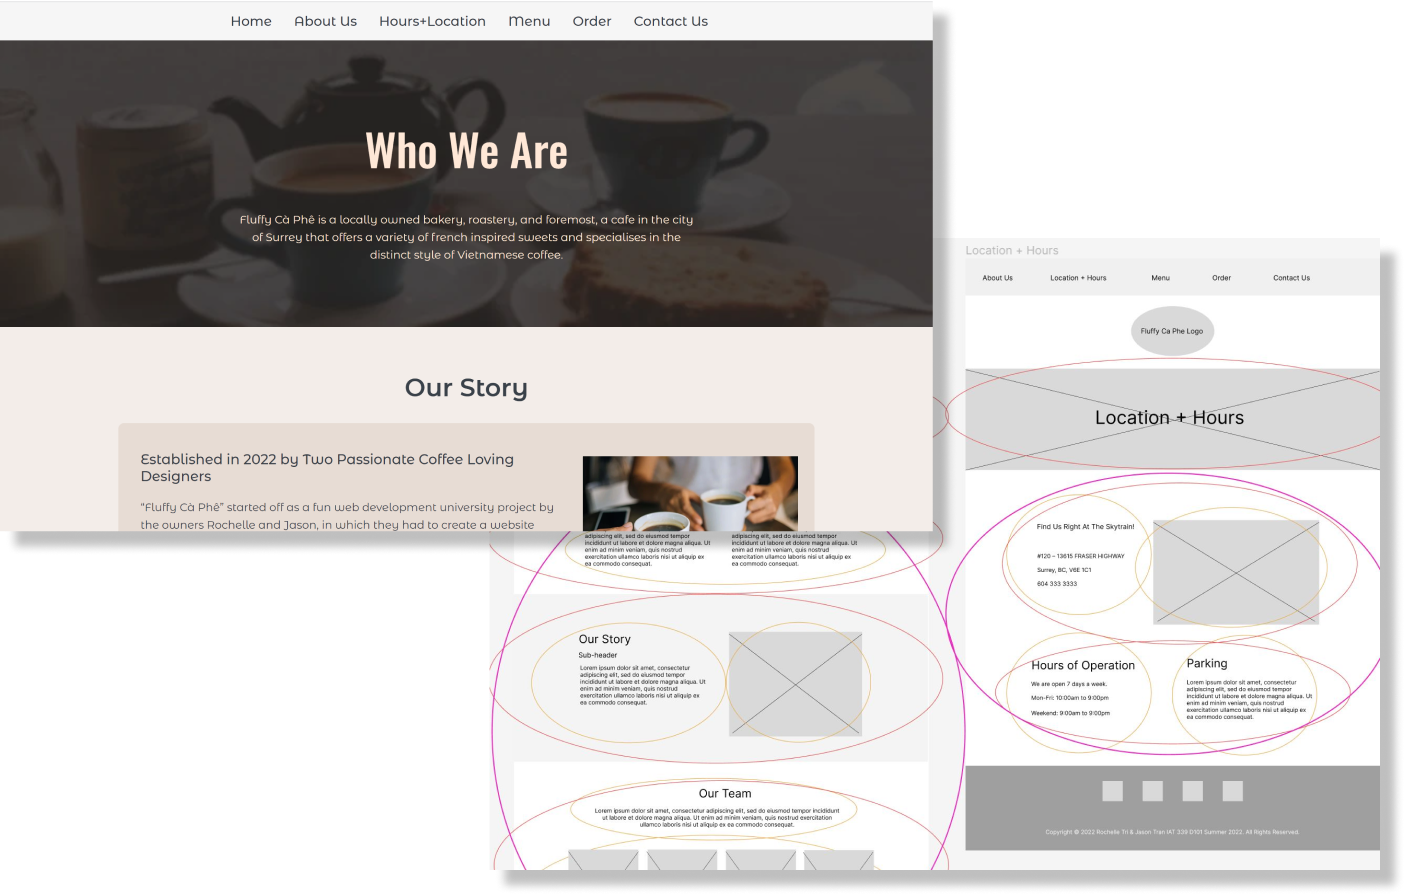 Home About Us Hours+Location Menu Order Contact Us
Who We Are
Fluffy Cà Phê is a locally owned bakery, roastery, and foremost, a cafe in the city
of Surrey that offers a variety of french inspired sweets and specialises in the
distinct style of Vietnamese coffee.
Our Story
Established in 2022 by Two Passionate Coffee Loving
Designers
“Fluffy Cà Phê” started off as a fun web development university project by
the owners Rochelle and Jason, in which they had to create a website
adipiscing elit, sed do eiusmod tempor
incididunt ut labore et dolore magna aliqua. Ut
enim ad minim veniam, quis nostrud
exercitation ullamco laboris nisi ut aliquip ex
ea commodo consequat.
adipiscing elit, sed do eiusmod tempor
incididunt ut labore et dolore magna aliqua. Ut
enim ad minim veniam, quis nostrud
exercitation ullamco laboris nisi ut aliquip ex
ea commodo consequat.
Our Story
Sub-header
Lorem ipsum dolor sit amet, consectetur
adipiscing elit, sed do eiusmod tempor
incididunt ut labore et dolore magna aliqua. Ut
enim ad minim veniam, quis nostrud
exercitation ullamco laboris nisi ut aliquip ex
ea commodo consequat.
Our Team
Lorem ipsum dolor sit amet, consectetur adipiscing elit, sed do eiusmod tempor incididunt
ut labore et dolore magna aliqua. Ut enim ad minim veniam, quis nostrud exercitation
ullamco laboris nisi ut aliquip ex ea commodo consequat.
Location + Hours
About Us Location + Hours Menu Order Contact Us
Fluffy Ca Phe Logo
Location + Hours
Find Us Right At The Skytrain!
#120 – 13615 FRASER HIGHWAY
Surrey, BC, V6E 1C1
604 333 3333
Hours of Operation
We are open 7 days a week.
Mon-Fri: 10:00am to 9:00pm
Weekend: 9:00am to 9:00pm
Parking
Lorem ipsum dolor sit amet, consectetur
adipiscing elit, sed do eiusmod tempor
incididunt ut labore et dolore magna aliqua. Ut
enim ad minim veniam, quis nostrud
exercitation ullamco laboris nisi ut aliquip ex
ea commodo consequat.
Copyright © 2022 Rochelle Tri & Jason Tran IAT 339 D101 Summer 2022. All Rights Reserved.